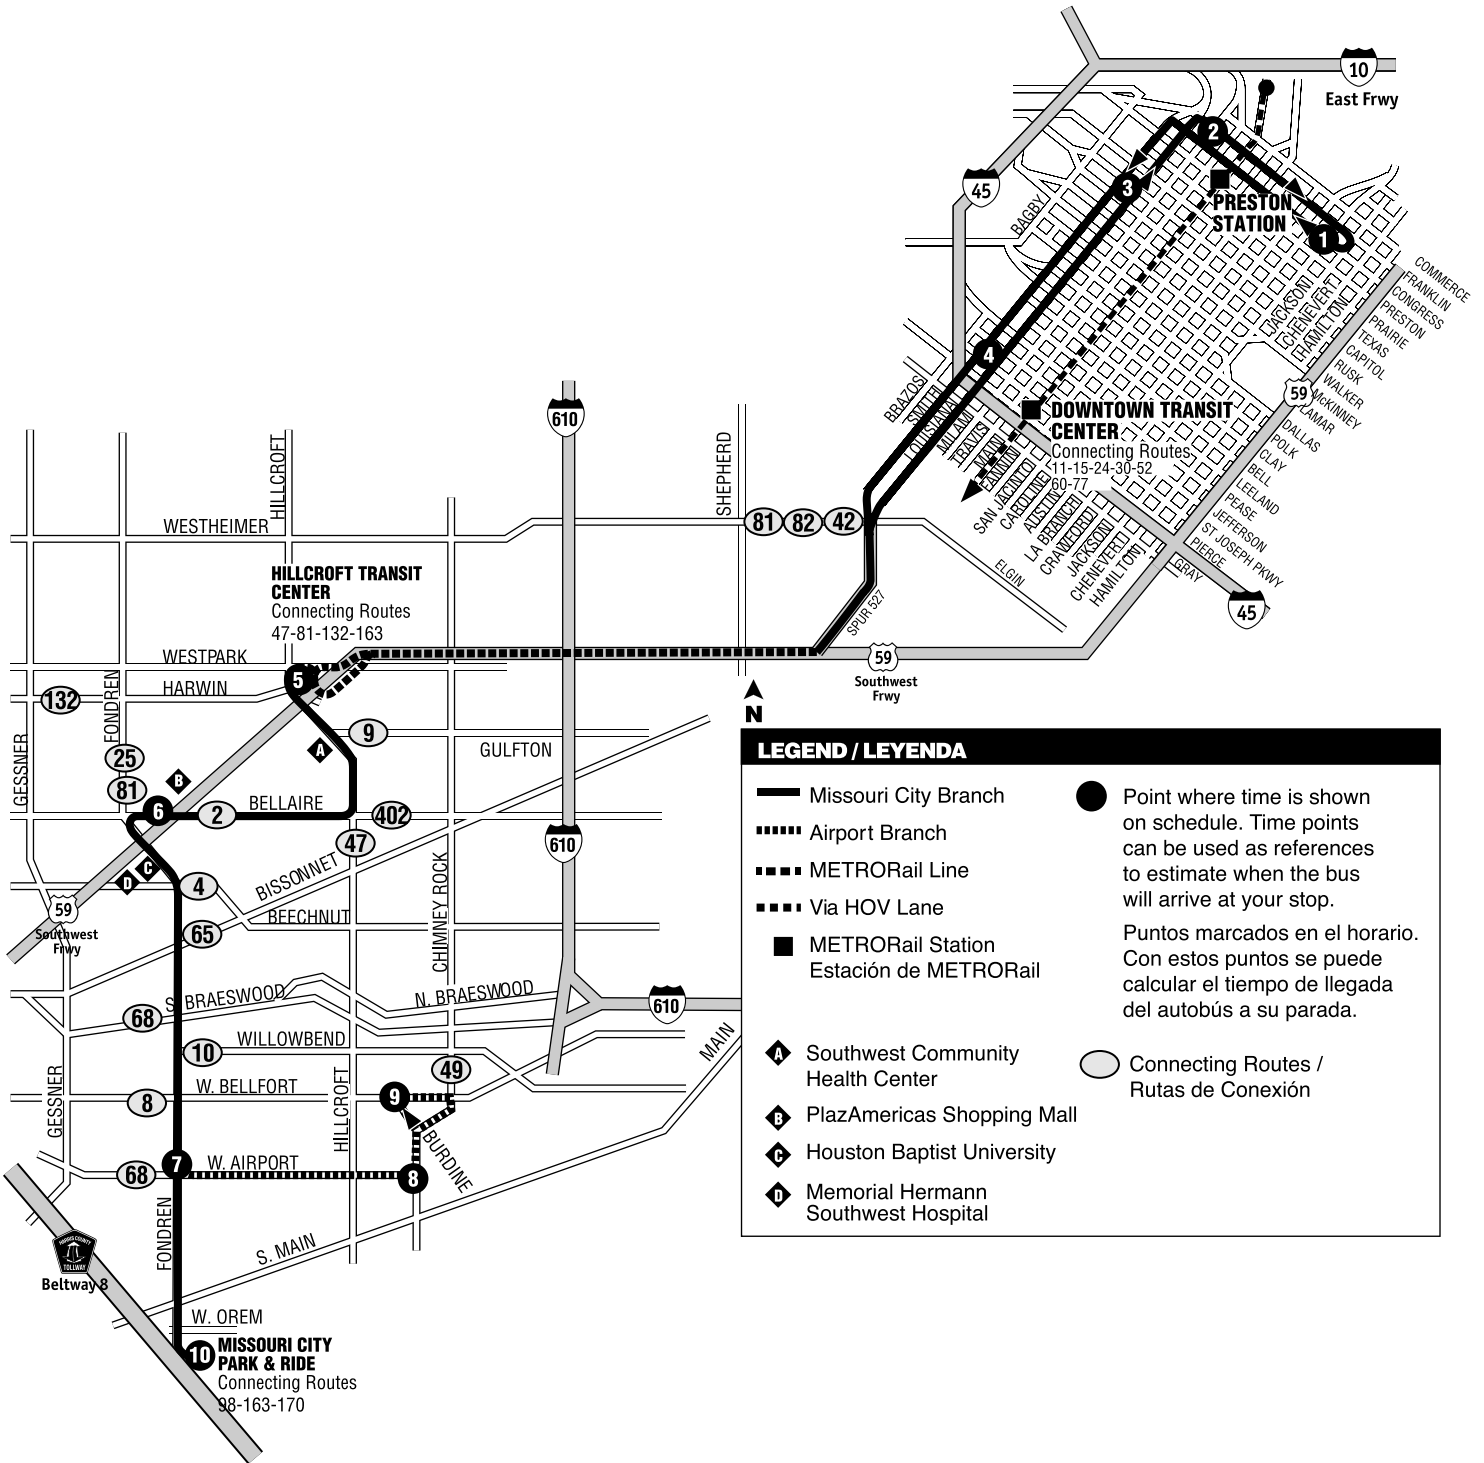 10
East Frwy
45
BAGBY
2
3
PRESTON
STATION
1
4
JACKSON
CHENEVERT
HAMILTON
COMMERCE
FRANKLIN
CONGRESS
PRESTON
PRAIRIE
TEXAS
CAPITOL
RUSK
WALKER
McKINNEY
LAMAR
DALLAS
POLK
CLAY
BELL
LEELAND
PEASE
JEFFERSON
ST JOSEPH PKWY
PIERCE
GRAY
59
45
BRAZOS
SMITH
LOUISIANA
MILAM
TRAVIS
MAIN
FANNIN
SAN JACINTO
CAROLINE
AUSTIN
LA BRANCH
CRAWFORD
JACKSON
CHENEVERT
HAMILTON
DOWNTOWN TRANSIT
CENTER
Connecting Routes
11-15-24-30-52
60-77
610
SHEPHERD
HILLCROFT
WESTHEIMER
81
82
42
ELGIN
SPUR 527
HILLCROFT TRANSIT
CENTER
Connecting Routes
47-81-132-163
WESTPARK
HARWIN
5
132
FONDREN
GESSNER
59
Southwest
Frwy
N
9
A
GULFTON
25
81
B
6
2
BELLAIRE
402
47
610
C
D
4
BISSONNET
CHIMNEY ROCK
59
Southwest
Frwy
65
BEECHNUT
S. BRAESWOOD
N. BRAESWOOD
68
610
MAIN
10
WILLOWBEND
49
GESSNER
W. BELLFORT
8
HILLCROFT
9
BURDINE
7
W. AIRPORT
68
8
FONDREN
S. MAIN
HARRIS COUNTY
TOLLWAY
Beltway 8
W. OREM
10
MISSOURI CITY
PARK & RIDE
Connecting Routes
98-163-170
LEGEND / LEYENDA
Missouri City Branch
Airport Branch
METRORail Line
Via HOV Lane
METRORail Station
Estación de METRORail
A Southwest Community
Health Center
B PlazAmericas Shopping Mall
C Houston Baptist University
D Memorial Hermann
Southwest Hospital
Point where time is shown
on schedule. Time points
can be used as references
to estimate when the bus
will arrive at your stop.
Puntos marcados en el horario.
Con estos puntos se puede
calcular el tiempo de llegada
del autobús a su parada.
Connecting Routes /
Rutas de Conexión